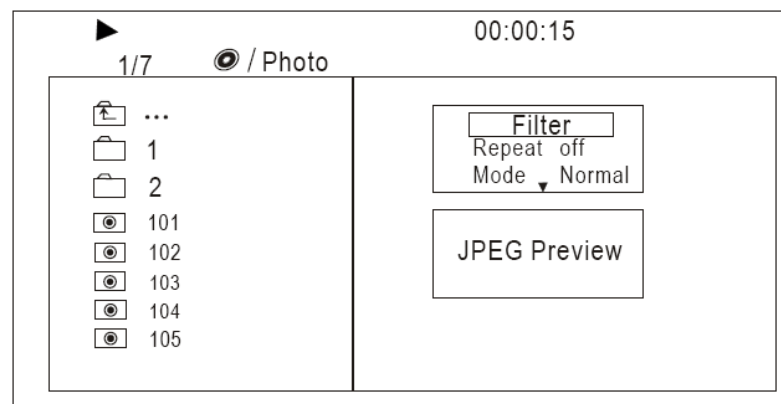 00:00:15
1/7 / Photo
...
1
2
101
102
103
104
105
Filter
Repeat off
Mode Normal
JPEG Preview